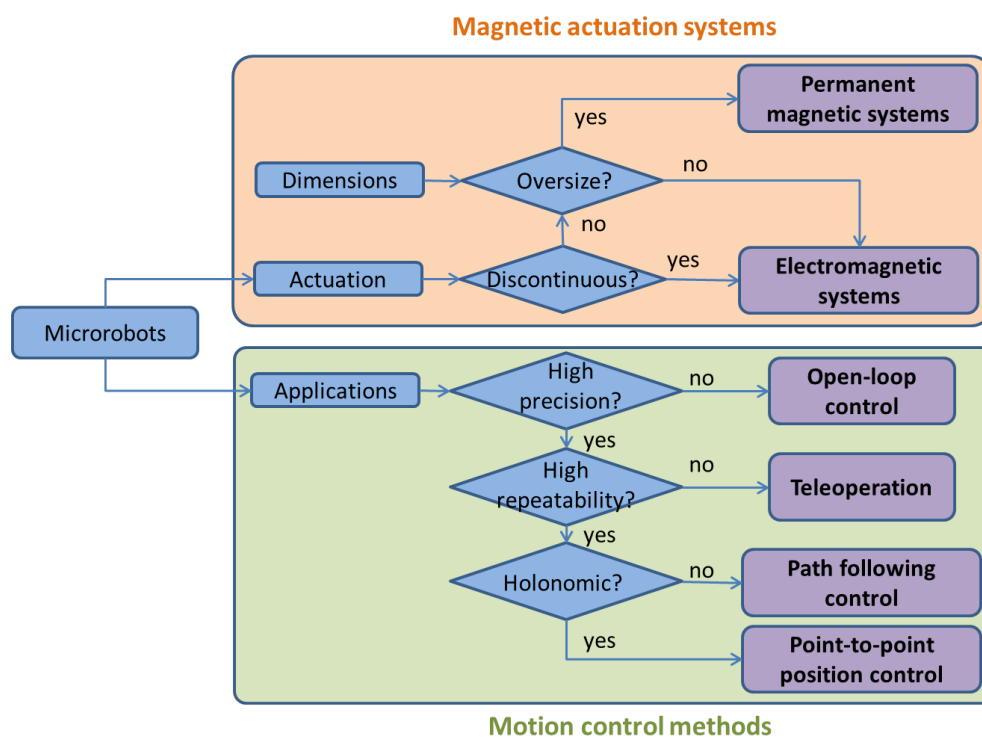 Magnetic actuation systems
Permanent
magnetic systems
yes
Dimensions
Oversize?
no
no
Actuation
Discontinuous?
yes
Electromagnetic
systems
Microrobots
Applications
High
precision?
no
Open-loop
control
yes
High
repeatability?
no
Teleoperation
yes
Holonomic?
no
Path following
control
yes
Point-to-point
position control
Motion control methods